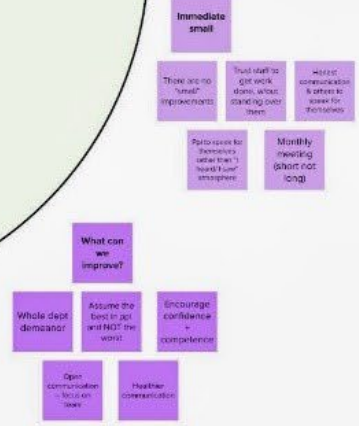 Immediate
small
There are no
"small"
improvements
Trust staff to
get work
done, w/out
standing over
them
Honest
communication
& others to
speak for
themselves
Ppl to speak for
themselves
rather than "I
heard/I saw"
atmosphere
Monthly
meeting
(short not
long)
What can
we
improve?
Whole dept
demeanor
Assume the
best in ppl
and NOT the
worst
Encourage
confidence
+
competence
Open
communication
– focus on
team
Healthier
communication